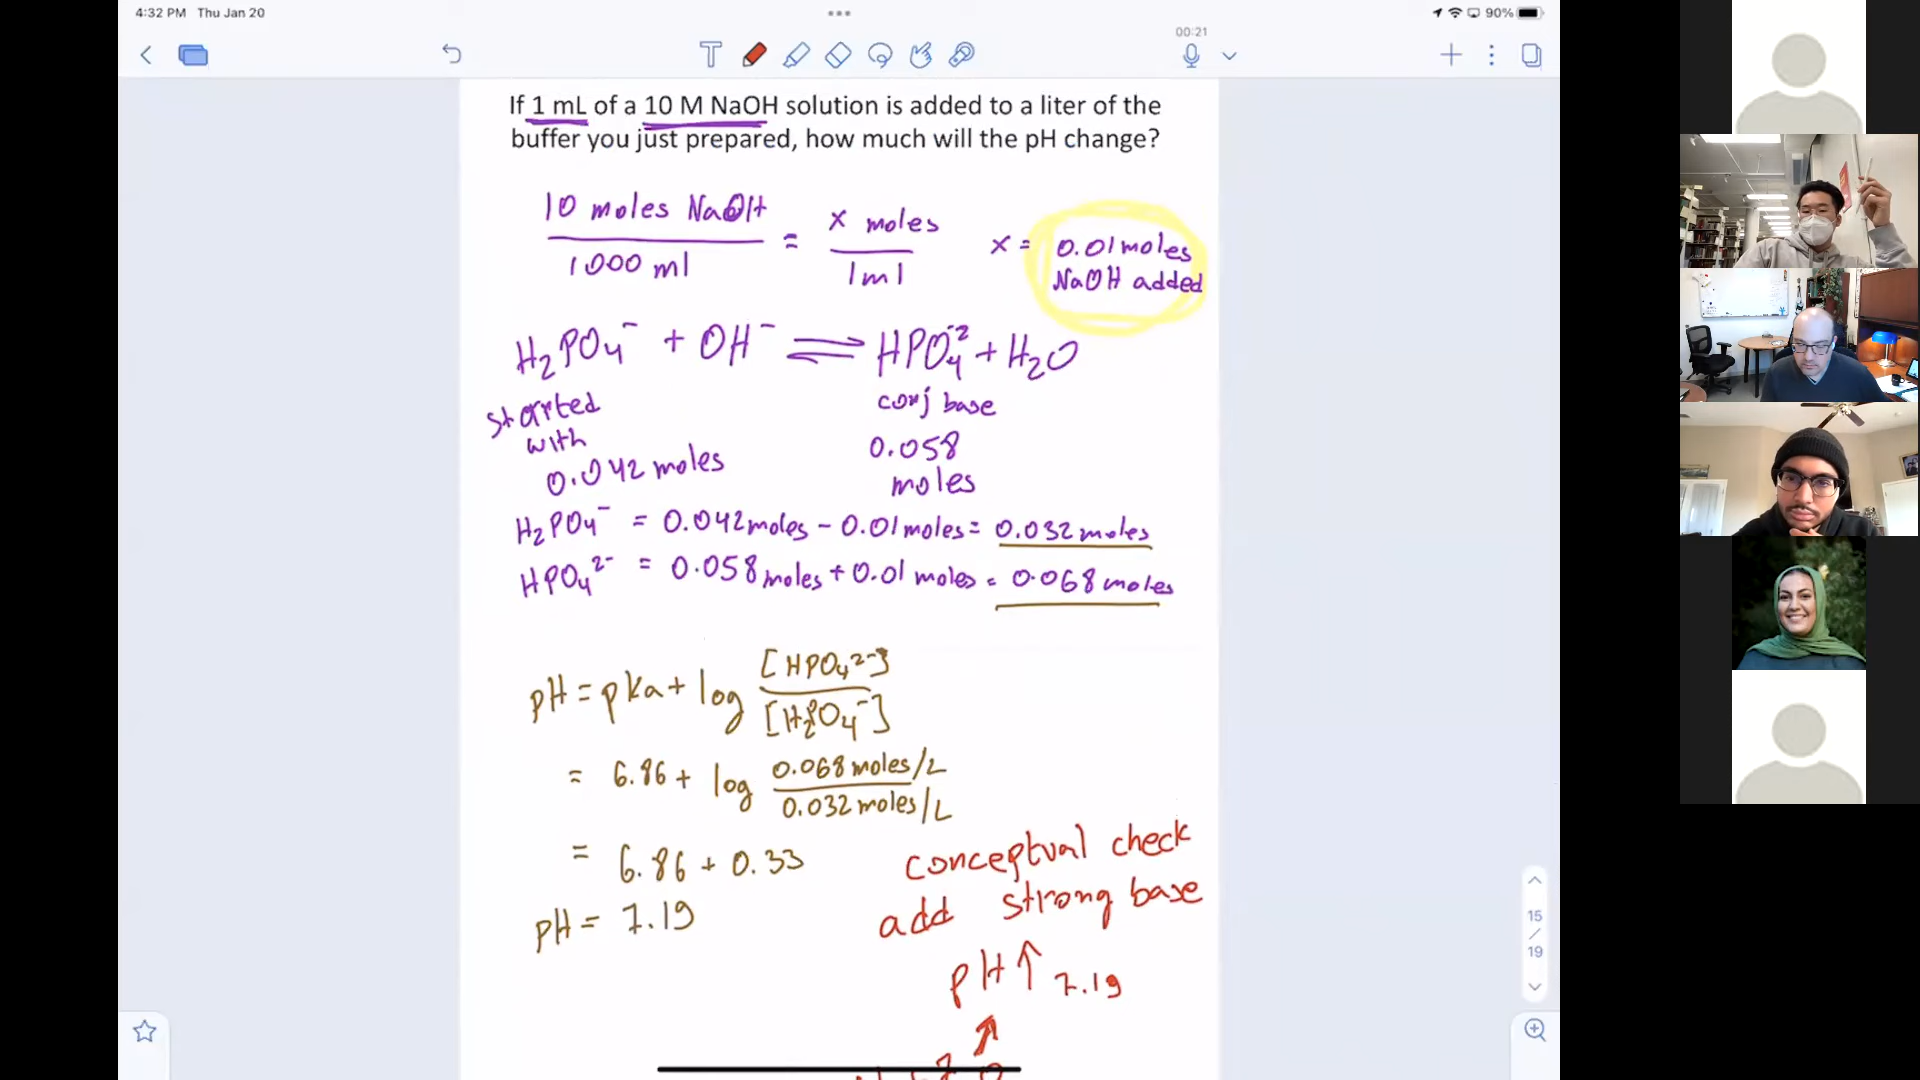 4:32 PM Thu Jan 20
90%
00:21
If 1 mL of a 10 M NaOH solution is added to a liter of the
buffer you just prepared, how much will the pH change?
10 moles NaOH / 1000 ml = x moles / 1 ml x = 0.01 moles
NaOH added
H₂PO₄⁻ + OH⁻ ⇌ HPO₄⁻² + H₂O
started with 0.042 moles
conj base 0.058 moles
H₂PO₄⁻ = 0.042 moles - 0.01 moles = 0.032 moles
HPO₄²⁻ = 0.058 moles + 0.01 moles = 0.068 moles
pH = pka + log [HPO₄²⁻] / [H₂PO₄⁻]
= 6.86 + log 0.068 moles/L / 0.032 moles/L
= 6.86 + 0.33
pH = 7.19
conceptual check
add strong base
pH ↑ 7.19
15
/
19